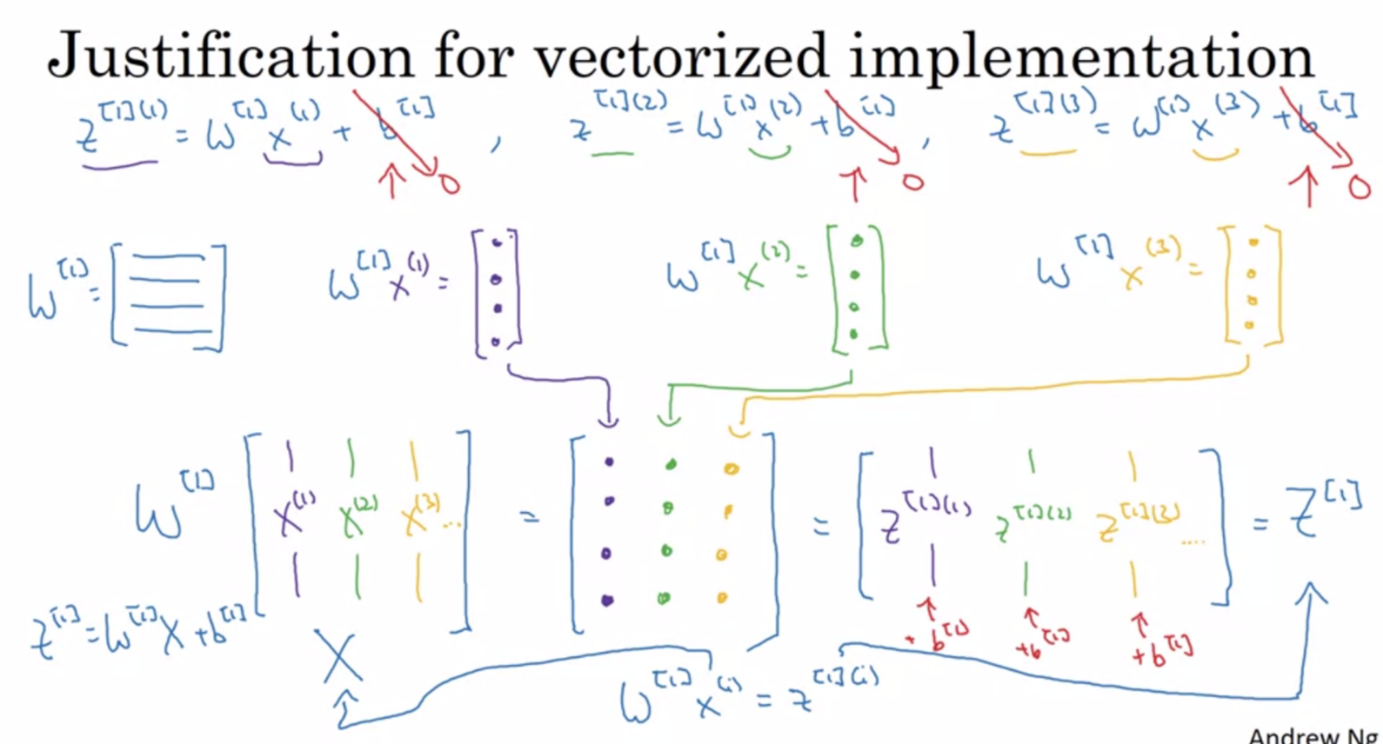 Justification for vectorized implementation
z^{[1](1)} = W^{[1]} x^{(1)} + b^{[1]} , z^{[1](2)} = W^{[1]} x^{(2)} + b^{[1]} , z^{[1](3)} = W^{[1]} x^{(3)} + b^{[1]}
↑ 0 ↑ 0 ↑ 0
W^{[1]} = [ ] W^{[1]} x^{(1)} = [ ] W^{[1]} x^{(2)} = [ ] W^{[1]} x^{(3)} = [ ]
W^{[1]} [ x^{(1)} x^{(2)} x^{(3)} ... ] = [ ] = [ z^{[1](1)} z^{[1](2)} z^{[1](3)} .... ] = Z^{[1]}
+ b^{[1]} + b^{[1]} + b^{[1]}
Z^{[1]} = W^{[1]} X + b^{[1]}
X
W^{[1]} x^{(i)} = z^{[1](i)}
Andrew Ng